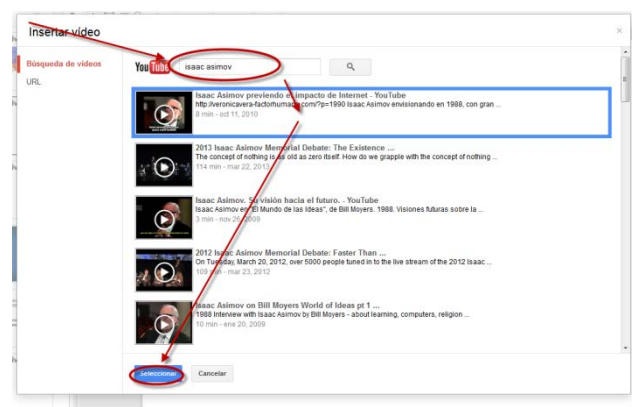 Insertar vídeo
Búsqueda de vídeos
URL
YouTube isaac asimov
Isaac Asimov previendo el impacto de Internet - YouTube
http://veronicavera-factorhumano.com/?p=1990 Isaac Asimov envisionando en 1988, con gran ...
8 min - oct 11, 2010
2013 Isaac Asimov Memorial Debate: The Existence ...
The concept of nothing is as old as zero itself. How do we grapple with the concept of nothing ...
114 min - mar 22, 2013
Isaac Asimov. Su visión hacia el futuro. - YouTube
Isaac Asimov en "El Mundo de las Ideas", de Bill Moyers. 1988. Visiones futuras sobre la ...
3 min - nov 26, 2009
2012 Isaac Asimov Memorial Debate: Faster Than ...
On Tuesday, March 20, 2012, over 5000 people tuned in to the live stream of the 2012 Isaac ...
109 min - mar 23, 2012
Isaac Asimov on Bill Moyers World of Ideas pt 1 ...
1988 Interview with Isaac Asimov by Bill Moyers - about learning, computers, religion ...
10 min - ene 20, 2009
Seleccionar
Cancelar